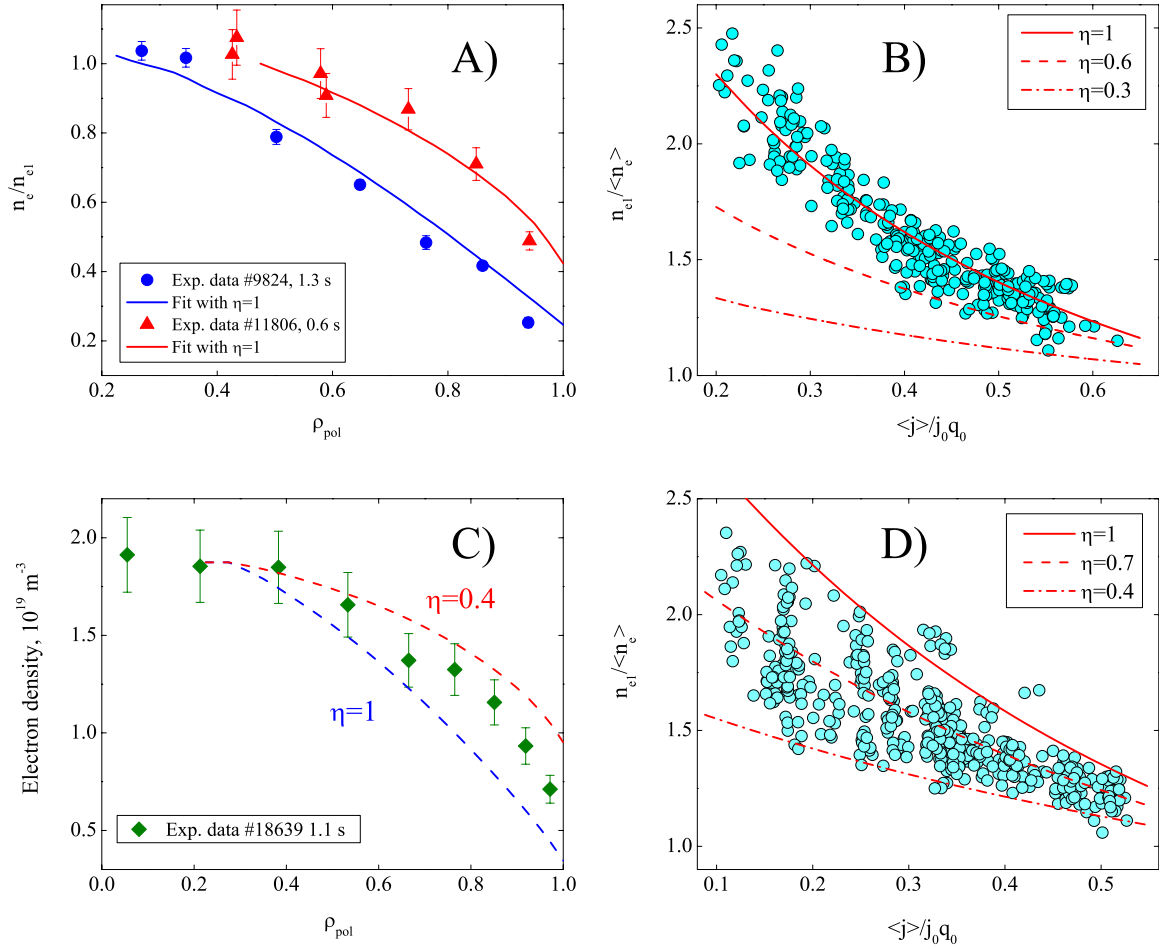 A)
n_e/n_e1
1.0
0.8
0.6
0.4
0.2
Exp. data #9824, 1.3 s
Fit with η=1
Exp. data #11806, 0.6 s
Fit with η=1
0.2 0.4 0.6 0.8 1.0
ρ_pol
B)
n_e1/<n_e>
2.5
2.0
1.5
1.0
η=1
η=0.6
η=0.3
0.2 0.3 0.4 0.5 0.6
<j>/j_0q_0
C)
Electron density, 10^19 m^-3
2.0
1.5
1.0
0.5
η=0.4
η=1
Exp. data #18639 1.1 s
0.0 0.2 0.4 0.6 0.8 1.0
ρ_pol
D)
n_e1/<n_e>
2.5
2.0
1.5
1.0
η=1
η=0.7
η=0.4
0.1 0.2 0.3 0.4 0.5
<j>/j_0q_0